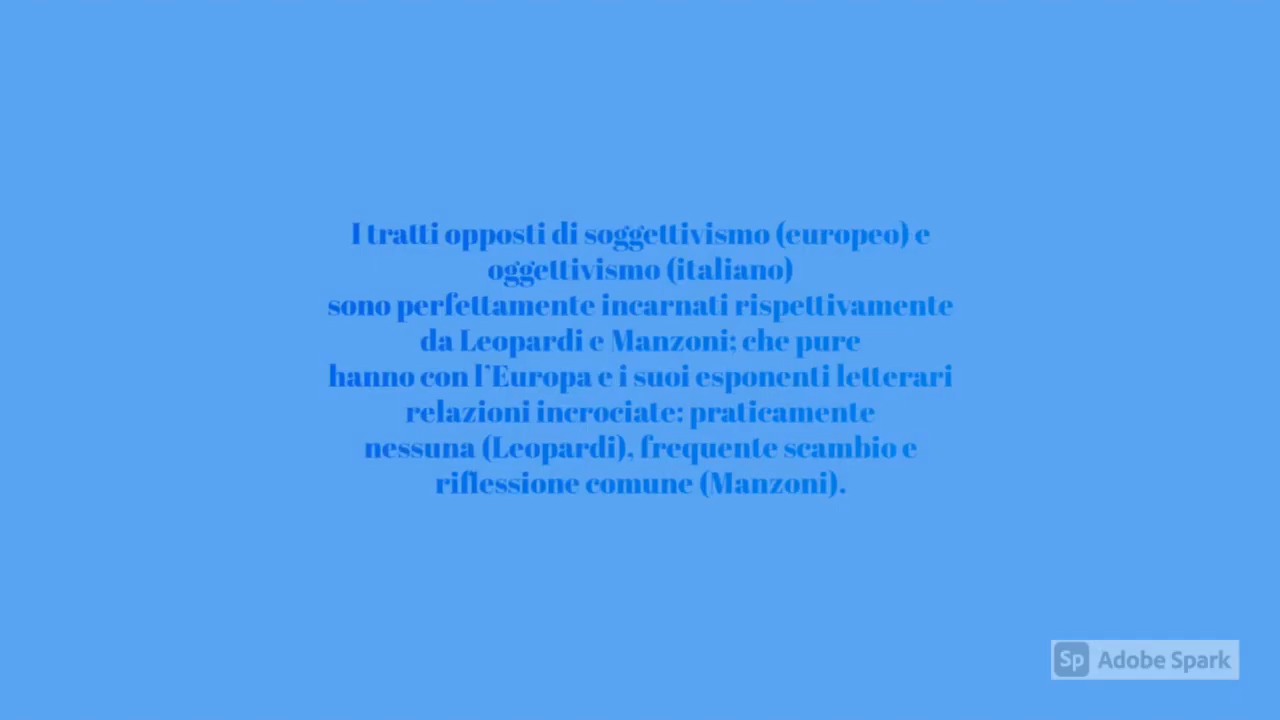 I tratti opposti di soggettivismo (europeo) e
oggettivismo (italiano)
sono perfettamente incarnati rispettivamente
da Leopardi e Manzoni; che pure
hanno con l'Europa e i suoi esponenti letterari
relazioni incrociate: praticamente
nessuna (Leopardi), frequente scambio e
riflessione comune (Manzoni).
Sp Adobe Spark